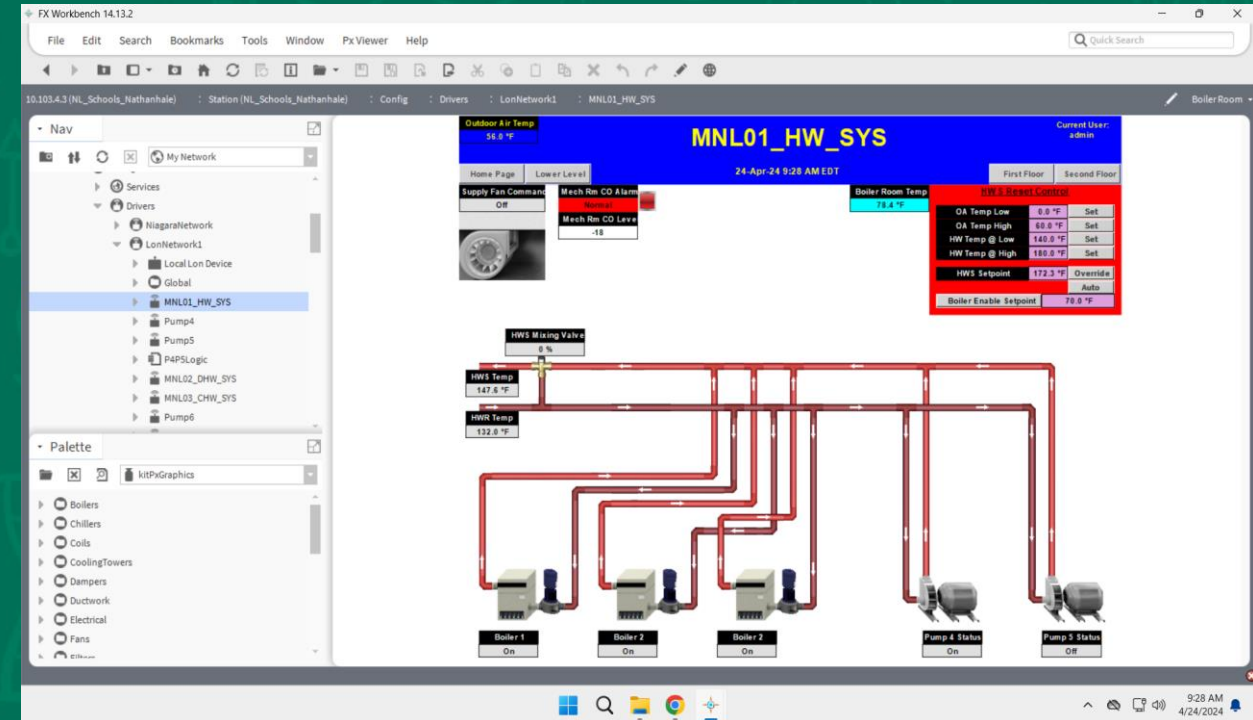 FX Workbench 14.13.2
File Edit Search Bookmarks Tools Window Px Viewer Help
Quick Search
10.103.4.3 (NL_Schools_Nathanhale) : Station (NL_Schools_Nathanhale) : Config : Drivers : LonNetwork1 : MNL01_HW_SYS
Boiler Room
Nav
My Network
Services
Drivers
NiagaraNetwork
LonNetwork1
Local Lon Device
Global
MNL01_HW_SYS
Pump4
Pump5
P4P5Logic
MNL02_DHW_SYS
MNL03_CHW_SYS
Pump6
Palette
kitPxGraphics
Boilers
Chillers
Coils
CoolingTowers
Dampers
Ductwork
Electrical
Fans
Outdoor Air Temp
56.0 °F
MNL01_HW_SYS
Current User:
admin
Home Page Lower Level
24-Apr-24 9:28 AM EDT
First Floor Second Floor
Supply Fan Command
Off
Mech Rm CO Alarm
Normal
Mech Rm CO Leve
-18
Boiler Room Temp
78.4 °F
HWS Reset Control
OA Temp Low 0.0 °F Set
OA Temp High 60.0 °F Set
HW Temp @ Low 140.0 °F Set
HW Temp @ High 180.0 °F Set
HWS Setpoint 172.3 °F Override
Auto
Boiler Enable Setpoint 70.0 °F
HWS Mixing Valve
0 %
HWS Temp
147.6 °F
HWR Temp
132.0 °F
Boiler 1
On
Boiler 2
On
Boiler 2
On
Pump 4 Status
On
Pump 5 Status
Off
9:28 AM
4/24/2024